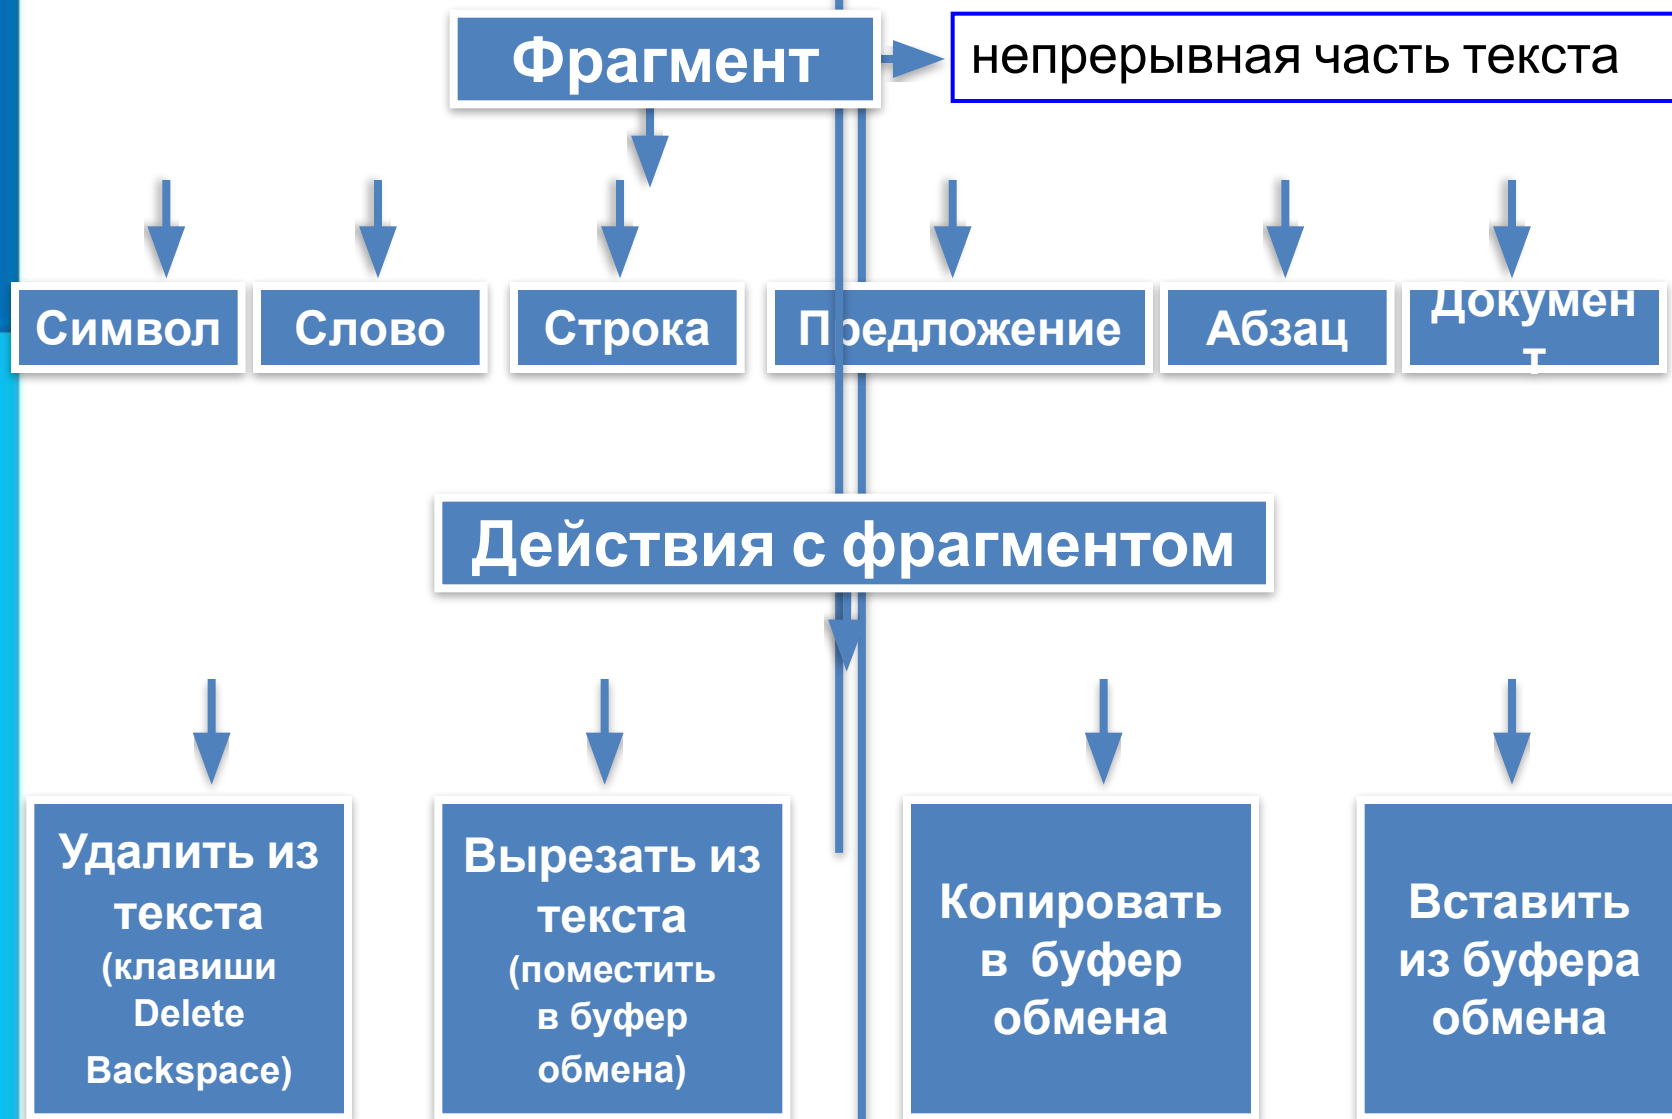 Фрагмент
непрерывная часть текста
Символ
Слово
Строка
Предложение
Абзац
Докумен
т
Действия с фрагментом
Удалить из
текста
(клавиши
Delete
Backspace)
Вырезать из
текста
(поместить
в буфер
обмена)
Копировать
в буфер
обмена
Вставить
из буфера
обмена